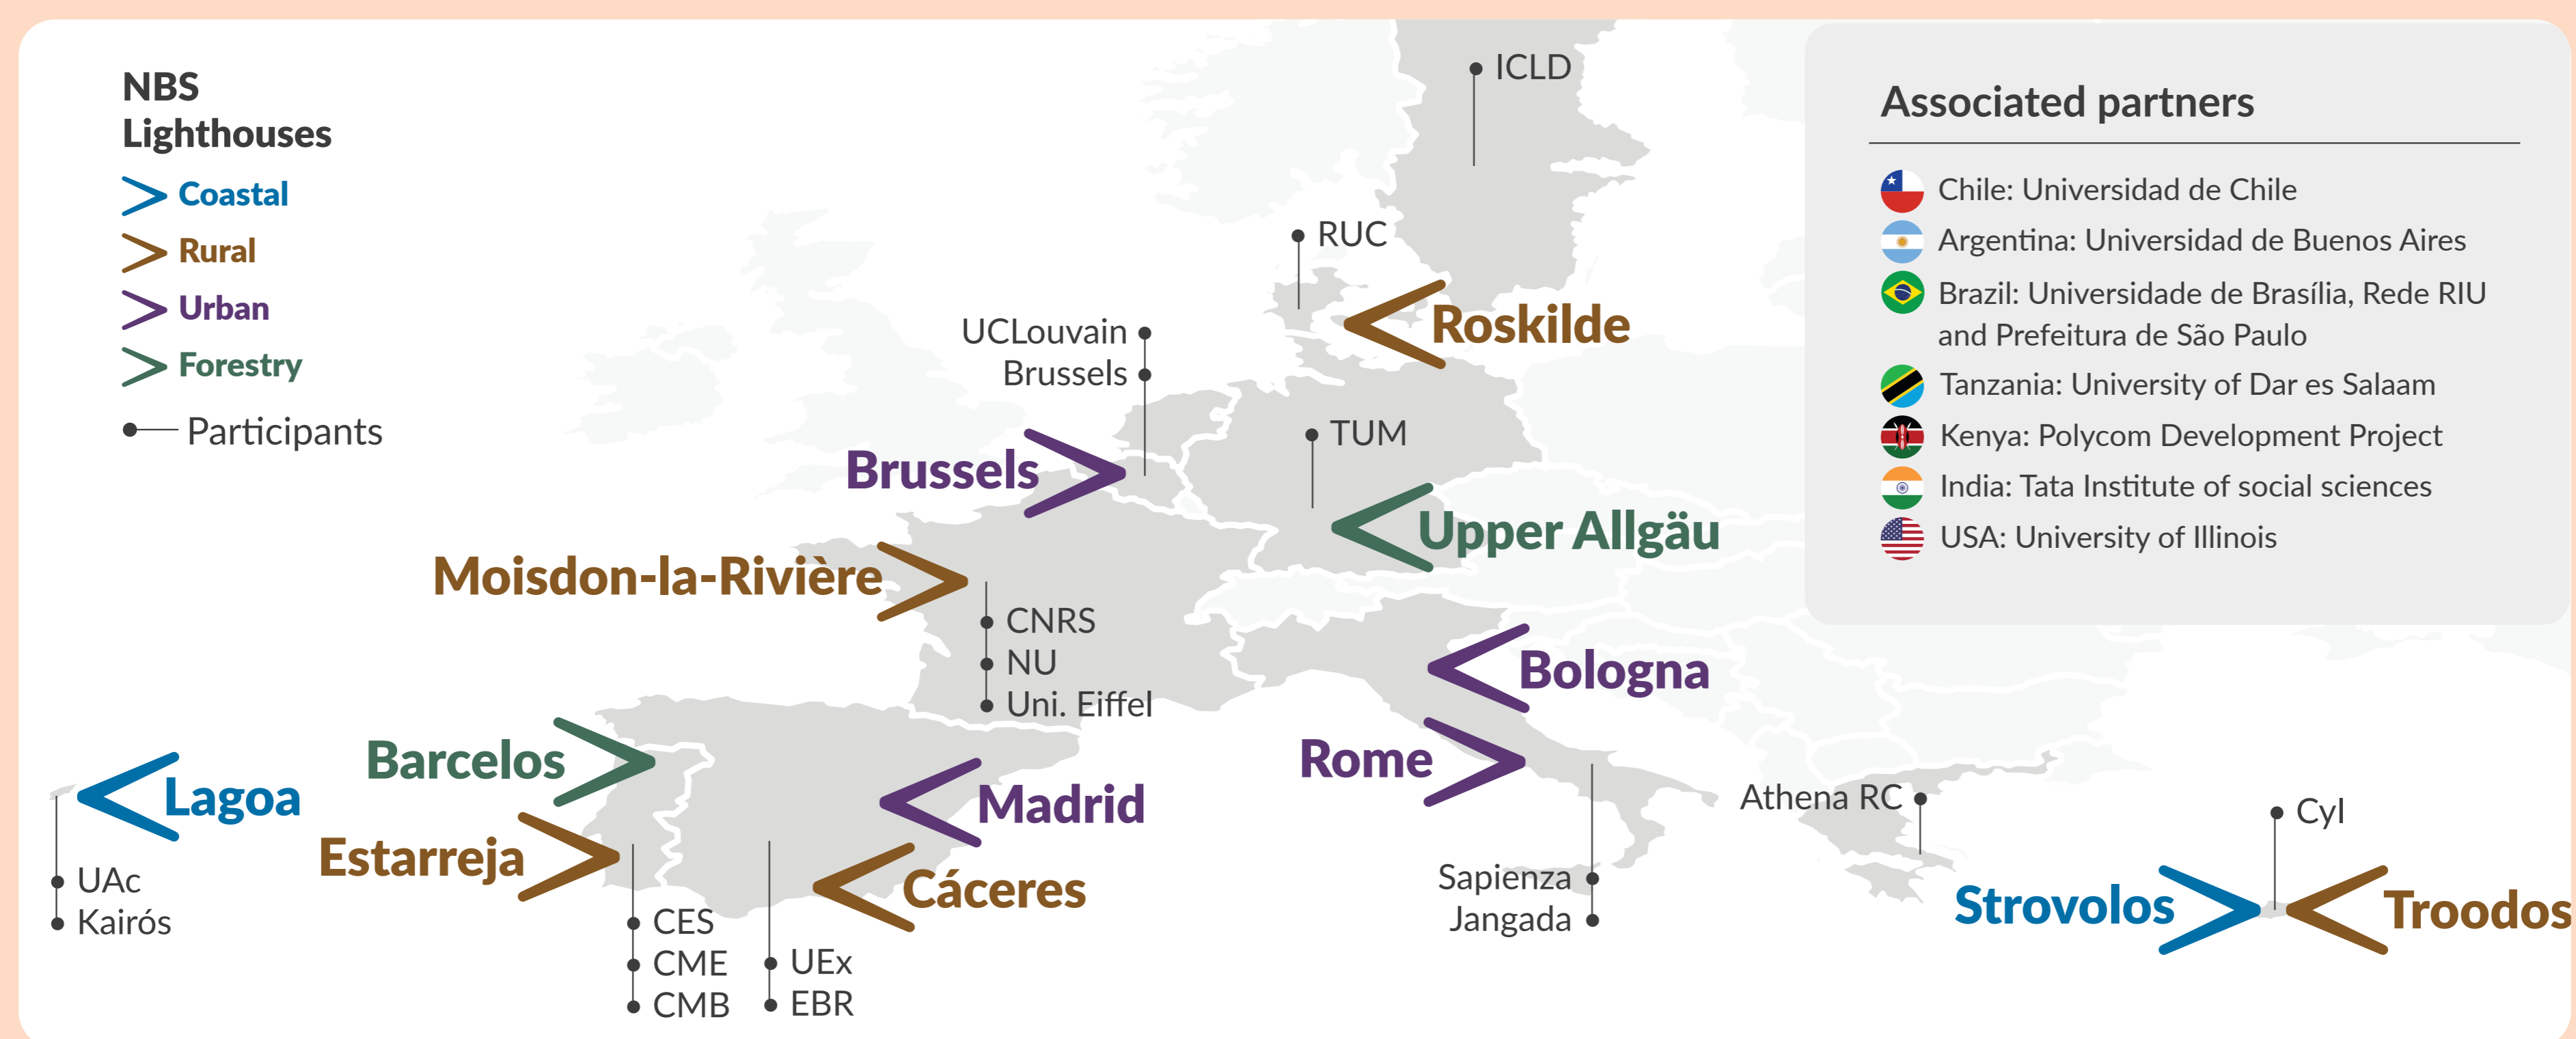 NBS
Lighthouses
Coastal
Rural
Urban
Forestry
Participants
ICLD
RUC
Roskilde
UCLouvain
Brussels
TUM
Brussels
Upper Allgäu
Moisdon-la-Rivière
CNRS
NU
Uni. Eiffel
Bologna
Barcelos
Rome
Lagoa
Madrid
Athena RC
CyI
Estarreja
Cáceres
UAc
Kairós
Sapienza
Jangada
Strovolos
Troodos
CES
CME
CMB
UEx
EBR
Associated partners
Chile: Universidad de Chile
Argentina: Universidad de Buenos Aires
Brazil: Universidade de Brasília, Rede RIU
and Prefeitura de São Paulo
Tanzania: University of Dar es Salaam
Kenya: Polycom Development Project
India: Tata Institute of social sciences
USA: University of Illinois